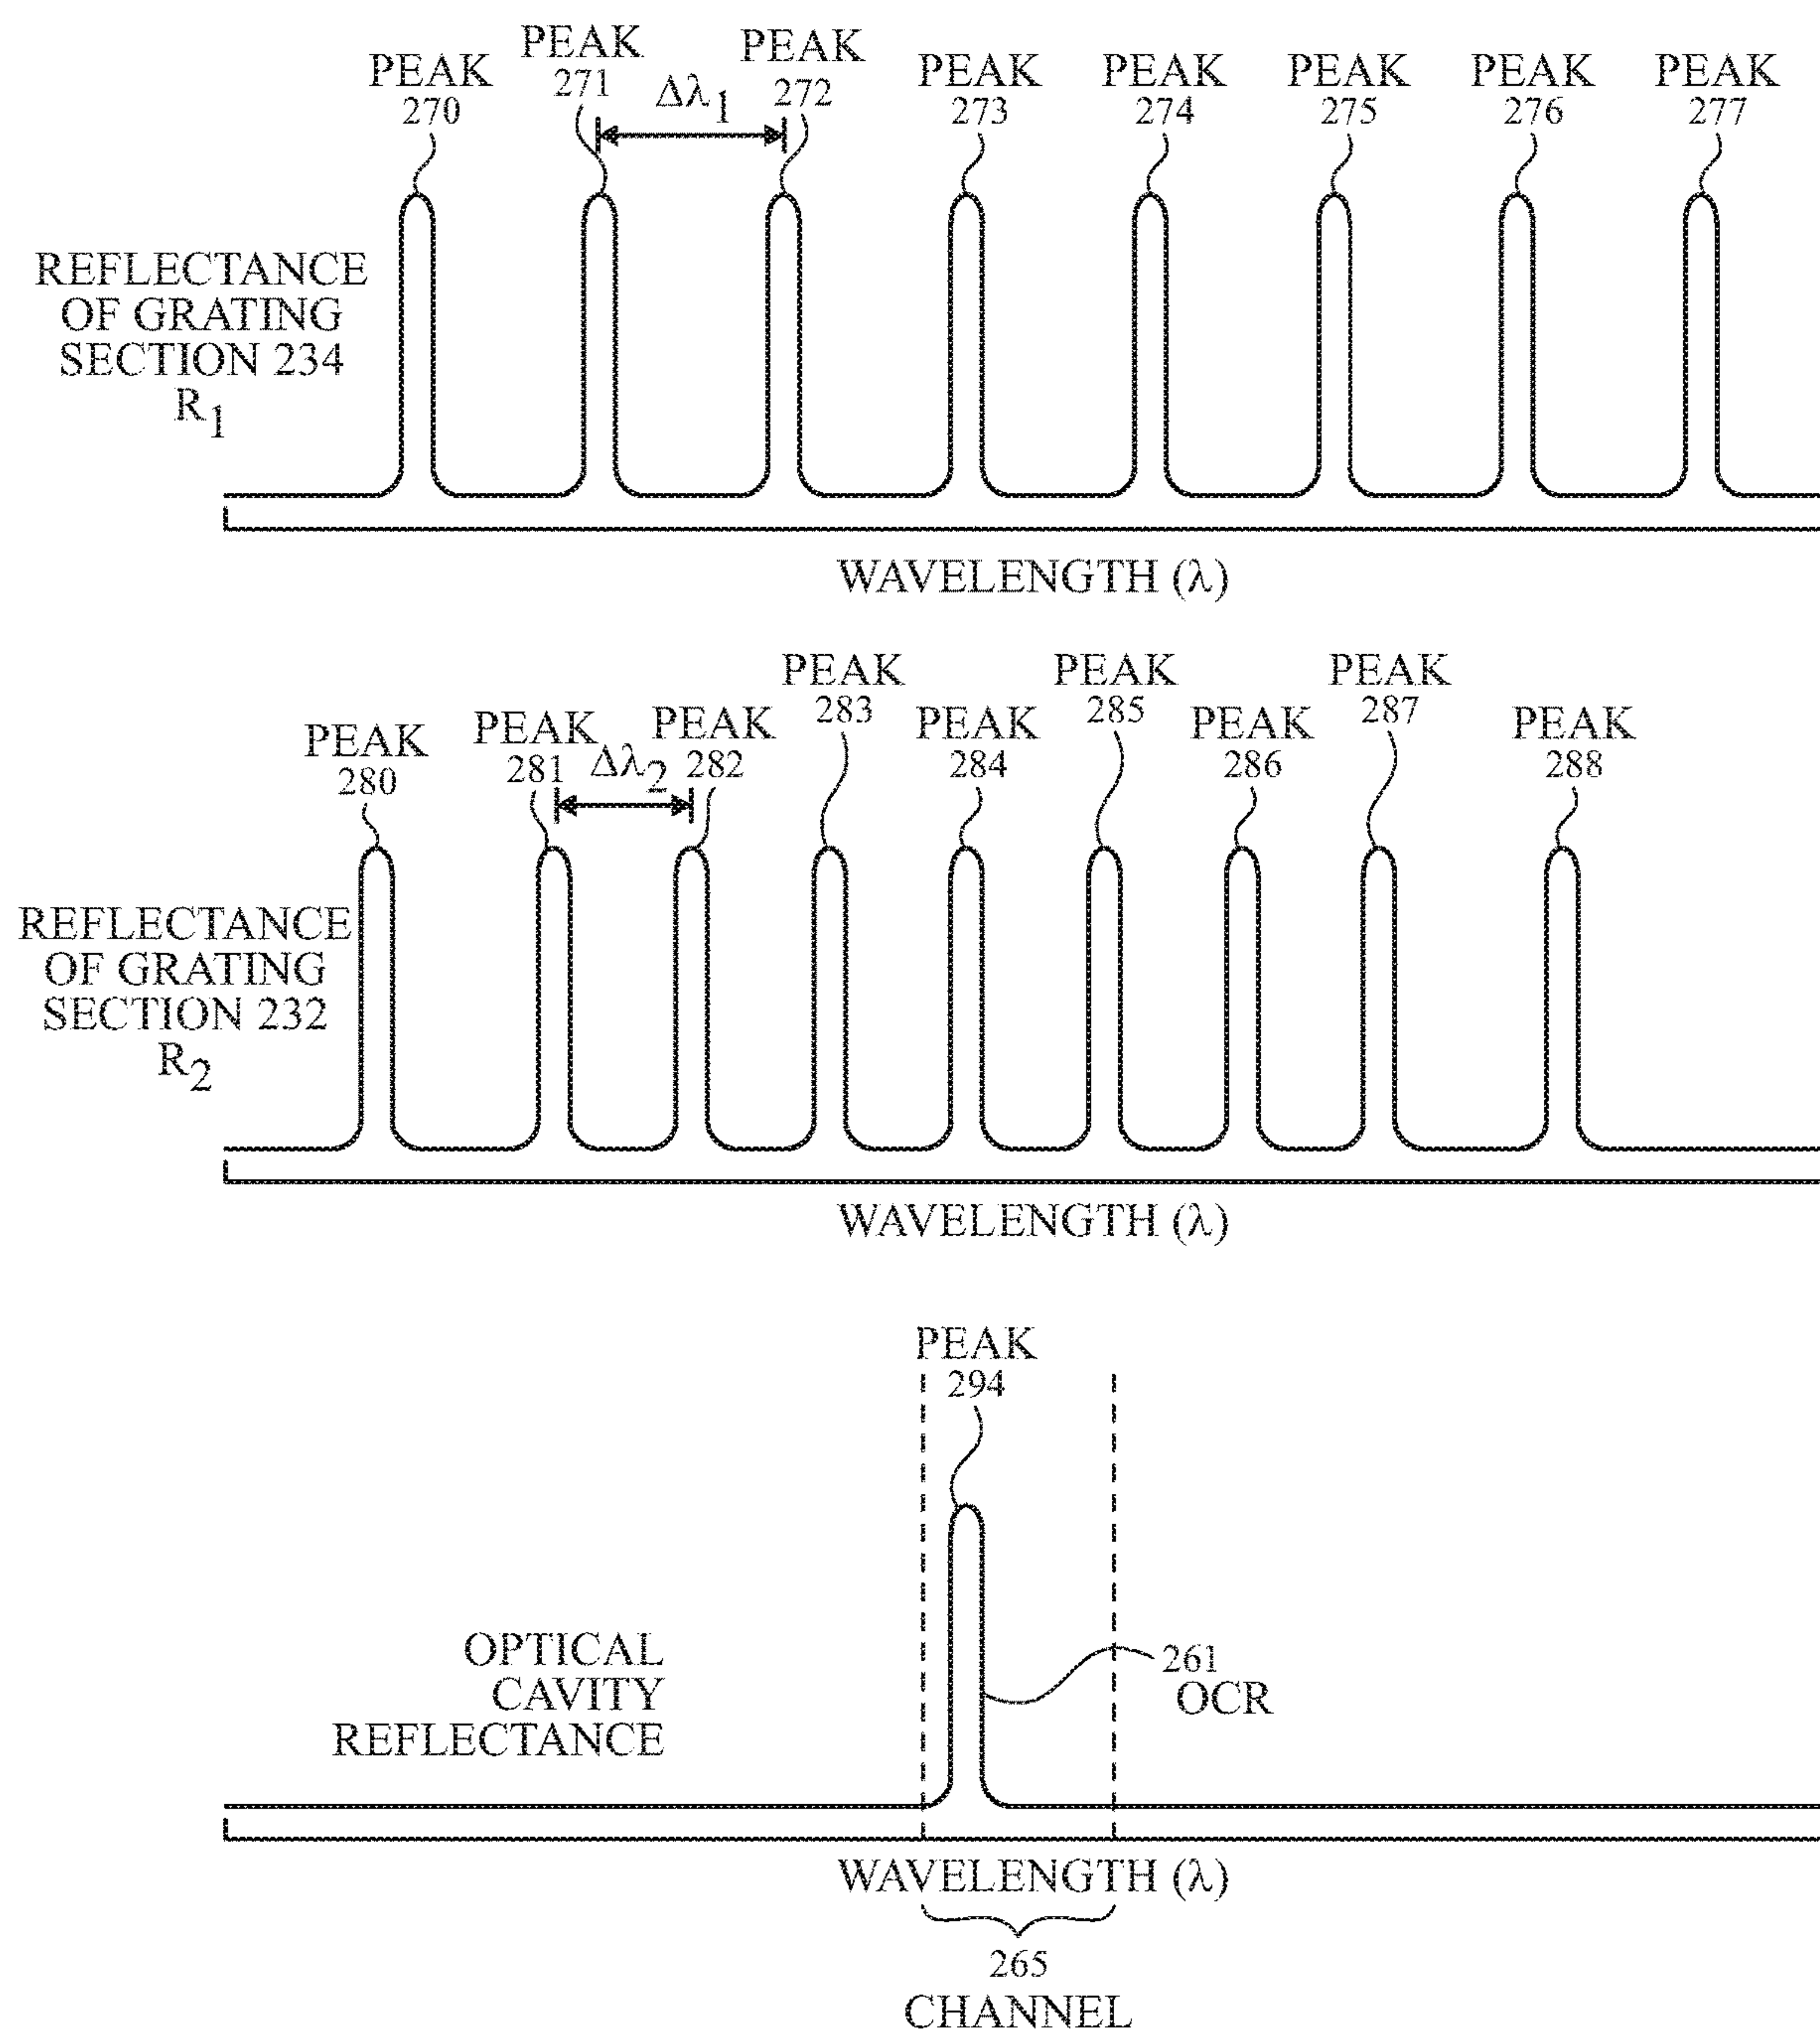 PEAK
270
PEAK
271
Δλ1
PEAK
272
PEAK
273
PEAK
274
PEAK
275
PEAK
276
PEAK
277
REFLECTANCE
OF GRATING
SECTION 234
R1
WAVELENGTH (λ)
PEAK
280
PEAK
281
Δλ2
PEAK
282
PEAK
283
PEAK
284
PEAK
285
PEAK
286
PEAK
287
PEAK
288
REFLECTANCE
OF GRATING
SECTION 232
R2
WAVELENGTH (λ)
PEAK
294
OPTICAL
CAVITY
REFLECTANCE
261
OCR
WAVELENGTH (λ)
265
CHANNEL